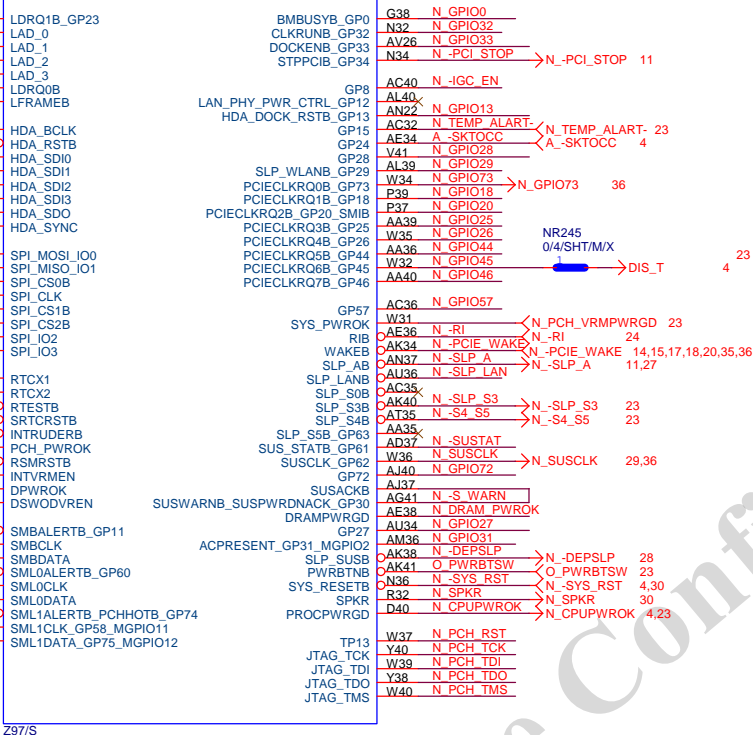 LDRQ1B_GP23 BMBUSYB_GP0 G38 N_GPIO0
LAD_0 CLKRUNB_GP32 N32 N_GPIO32
LAD_1 DOCKENB_GP33 AV26 N_GPIO33
LAD_2 STPPCIB_GP34 N34 N_-PCI_STOP N_-PCI_STOP 11
LAD_3
LDRQ0B GP8 AC40 N_-IGC_EN
LFRAMEB LAN_PHY_PWR_CTRL_GP12 AL40
HDA_DOCK_RSTB_GP13 AN22 N_GPIO13
HDA_BCLK GP15 AC32 N_TEMP_ALART- N_TEMP_ALART- 23
HDA_RSTB GP24 AE34 A_-SKTOCC A_-SKTOCC 4
HDA_SDI0 GP28 V41 N_GPIO28
HDA_SDI1 SLP_WLANB_GP29 AL39 N_GPIO29
HDA_SDI2 PCIECLKRQ0B_GP73 W34 N_GPIO73 N_GPIO73 36
HDA_SDI3 PCIECLKRQ1B_GP18 P39 N_GPIO18
HDA_SDO PCIECLKRQ2B_GP20_SMIB P37 N_GPIO20
HDA_SYNC PCIECLKRQ3B_GP25 AA39 N_GPIO25
PCIECLKRQ4B_GP26 W35 N_GPIO26 NR245
0/4/SHT/M/X
SPI_MOSI_IO0 PCIECLKRQ5B_GP44 AA36 N_GPIO44 23
SPI_MISO_IO1 PCIECLKRQ6B_GP45 W32 N_GPIO45 1 DIS_T 4
SPI_CS0B PCIECLKRQ7B_GP46 AA40 N_GPIO46
SPI_CLK
SPI_CS1B GP57 AC36 N_GPIO57
SPI_CS2B SYS_PWROK W31 N_PCH_VRMPWRGD 23
SPI_IO2 RIB AE36 N_-RI N_-RI 24
SPI_IO3 WAKEB AK34 N_-PCIE_WAKE N_-PCIE_WAKE 14,15,17,18,20,35,36
SLP_AB AN37 N_-SLP_A N_-SLP_A 11,27
RTCX1 SLP_LANB AU36 N_-SLP_LAN
RTCX2 SLP_S0B AC35
RTESTB SLP_S3B AK40 N_-SLP_S3 N_-SLP_S3 23
SRTCRSTB SLP_S4B AT35 N_-S4_S5 N_-S4_S5 23
INTRUDERB SLP_S5B_GP63 AA35
PCH_PWROK SUS_STATB_GP61 AD37 N_-SUSTAT
RSMRSTB SUSCLK_GP62 W36 N_SUSCLK N_SUSCLK 29,36
INTVRMEN GP72 AJ40 N_GPIO72
DPWROK SUSACKB AJ37
DSWODVREN SUSWARNB_SUSPWRDNACK_GP30 AG41 N_-S_WARN
DRAMPWRGD AE38 N_DRAM_PWROK
SMBALERTB_GP11 GP27 AU34 N_GPIO27
SMBCLK ACPRESENT_GP31_MGPIO2 AM36 N_GPIO31
SMBDATA SLP_SUSB AK38 N_-DEPSLP N_-DEPSLP 28
SML0ALERTB_GP60 PWRBTNB AK41 O_PWRBTSW O_PWRBTSW 23
SML0CLK SYS_RESETB N36 N_-SYS_RST N_-SYS_RST 4,30
SML0DATA SPKR R32 N_SPKR N_SPKR 30
SML1ALERTB_PCHHOTB_GP74 PROCPWRGD D40 N_CPUPWROK N_CPUPWROK 4,23
SML1CLK_GP58_MGPIO11
SML1DATA_GP75_MGPIO12 TP13 W37 N_PCH_RST
JTAG_TCK Y40 N_PCH_TCK
JTAG_TDI W39 N_PCH_TDI
JTAG_TDO Y38 N_PCH_TDO
JTAG_TMS W40 N_PCH_TMS
Z97/S